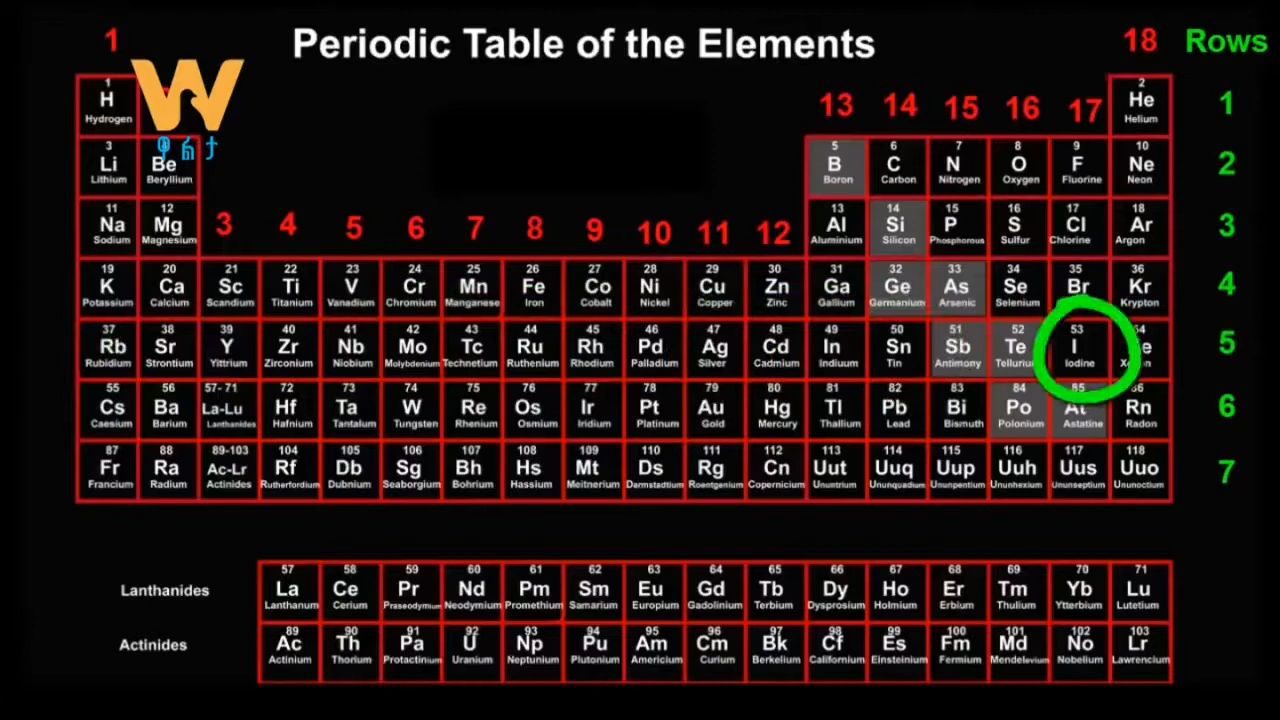 Periodic Table of the Elements
1 18 Rows
ዋልታ
13 14 15 16 17
3 4 5 6 7 8 9 10 11 12
1 2
H He 1
Hydrogen Helium
3 5 6 7 8 9 10
Li Be B C N O F Ne 2
Lithium Beryllium Boron Carbon Nitrogen Oxygen Fluorine Neon
11 12 13 14 15 16 17 18
Na Mg Al Si P S Cl Ar 3
Sodium Magnesium Aluminium Silicon Phosphorous Sulfur Chlorine Argon
19 20 21 22 23 24 25 26 27 28 29 30 31 32 33 34 35 36
K Ca Sc Ti V Cr Mn Fe Co Ni Cu Zn Ga Ge As Se Br Kr 4
Potassium Calcium Scandium Titanium Vanadium Chromium Manganese Iron Cobalt Nickel Copper Zinc Gallium Germanium Arsenic Selenium Krypton
37 38 39 40 41 42 43 44 45 46 47 48 49 50 51 52 53 54
Rb Sr Y Zr Nb Mo Tc Ru Rh Pd Ag Cd In Sn Sb Te I 5
Rubidium Strontium Yittrium Zirconium Niobium Molybdenium Technetium Ruthenium Rhodium Palladium Silver Cadmium Indiuum Tin Antimony Tellurium Iodine
55 56 57- 71 72 73 74 75 76 77 78 79 80 81 82 83 84 85 86
Cs Ba La-Lu Hf Ta W Re Os Ir Pt Au Hg Tl Pb Bi Po At Rn 6
Caesium Barium Lanthanides Hafnium Tantalum Tungsten Rhenium Osmium Iridium Platinum Gold Mercury Thallium Lead Bismuth Polonium Astatine Radon
87 88 89-103 104 105 106 107 108 109 110 111 112 113 114 115 116 117 118
Fr Ra Ac-Lr Rf Db Sg Bh Hs Mt Ds Rg Cn Uut Uuq Uup Uuh Uus Uuo 7
Francium Radium Actinides Rutherfordium Dubnium Seaborgium Bohrium Hassium Meitnerium Darmstadtium Roentgenium Copernicium Ununtrium Ununquadium Ununpentium Ununhexium Ununseptium Ununoctium
57 58 59 60 61 62 63 64 65 66 67 68 69 70 71
Lanthanides La Ce Pr Nd Pm Sm Eu Gd Tb Dy Ho Er Tm Yb Lu
Lanthanum Cerium Praseodymium Neodymium Promethium Samarium Europium Gadolinium Terbium Dysprosium Holmium Erbium Thulium Ytterbium Lutetium
89 90 91 92 93 94 95 96 97 98 99 100 101 102 103
Actinides Ac Th Pa U Np Pu Am Cm Bk Cf Es Fm Md No Lr
Actinium Thorium Protactinium Uranium Neptunium Plutonium Americium Curium Berkelium Californium Einsteinium Fermium Mendelevium Nobelium Lawrencium